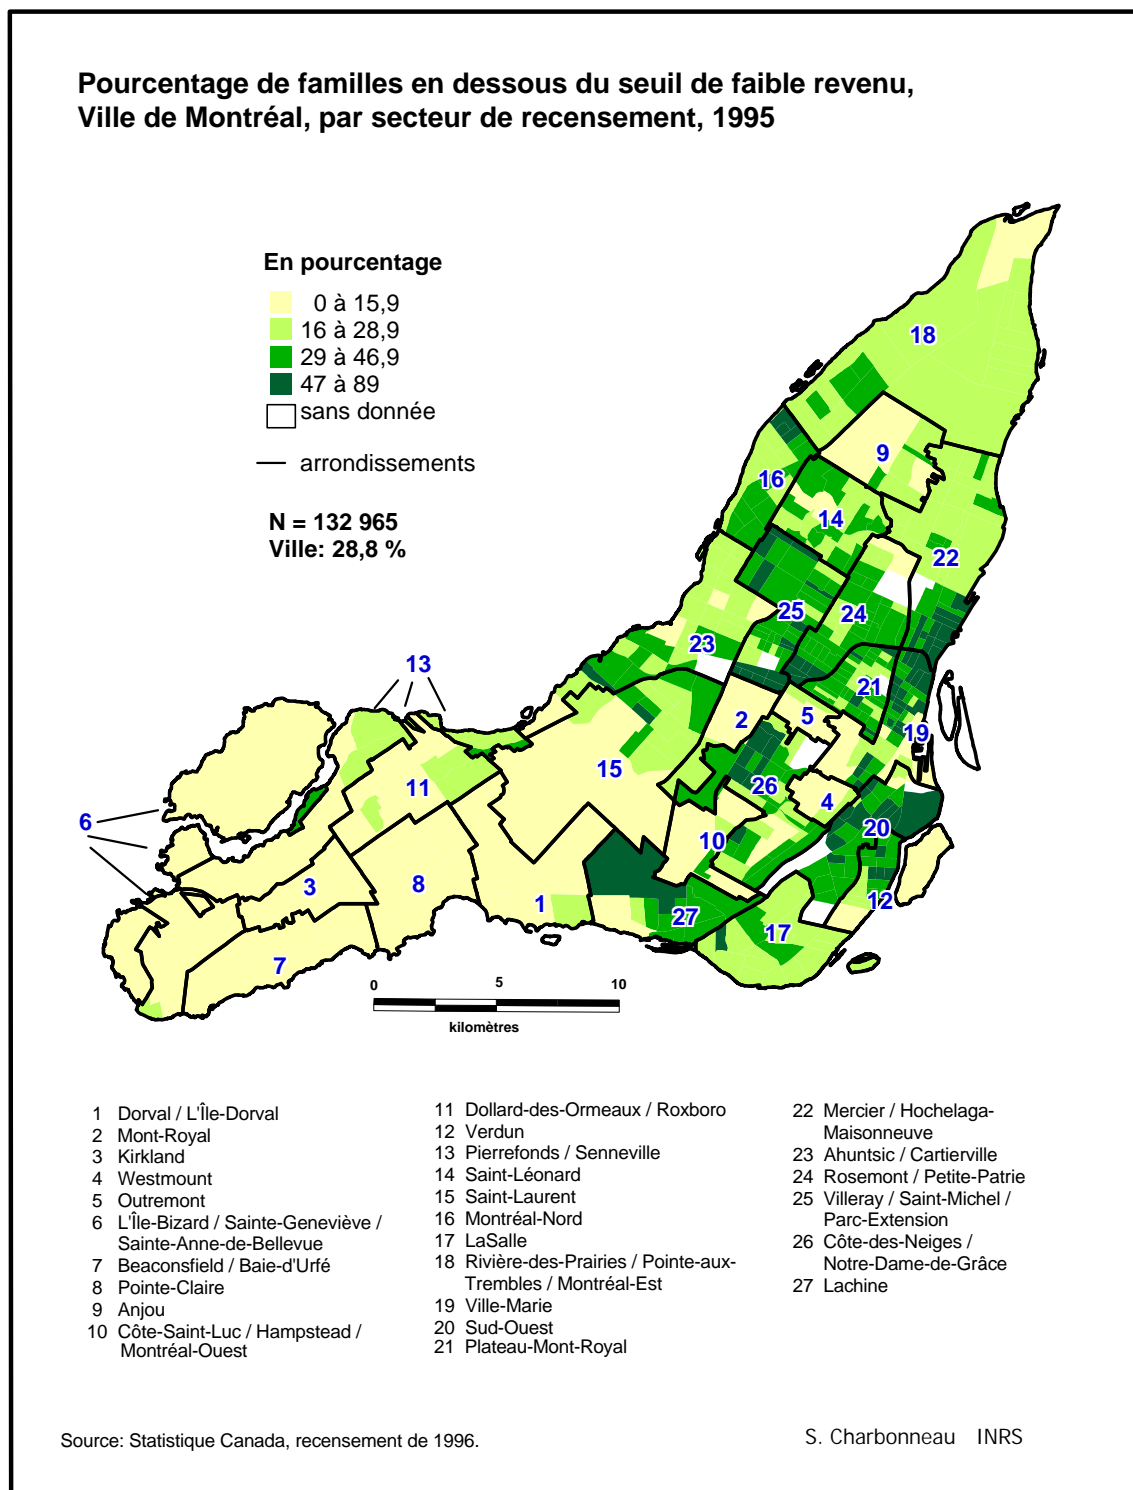 Pourcentage de familles en dessous du seuil de faible revenu,
Ville de Montréal, par secteur de recensement, 1995
En pourcentage
0 à 15,9
16 à 28,9
29 à 46,9
47 à 89
sans donnée
arrondissements
N = 132 965
Ville: 28,8 %
18
9
16
14
22
25
24
23
13
21
2
5
19
15
11
26
4
6
20
10
3
8
1
12
27
17
7
0 5 10
kilomètres
1 Dorval / L'Île-Dorval
2 Mont-Royal
3 Kirkland
4 Westmount
5 Outremont
6 L'Île-Bizard / Sainte-Geneviève /
Sainte-Anne-de-Bellevue
7 Beaconsfield / Baie-d'Urfé
8 Pointe-Claire
9 Anjou
10 Côte-Saint-Luc / Hampstead /
Montréal-Ouest
11 Dollard-des-Ormeaux / Roxboro
12 Verdun
13 Pierrefonds / Senneville
14 Saint-Léonard
15 Saint-Laurent
16 Montréal-Nord
17 LaSalle
18 Rivière-des-Prairies / Pointe-aux-
Trembles / Montréal-Est
19 Ville-Marie
20 Sud-Ouest
21 Plateau-Mont-Royal
22 Mercier / Hochelaga-
Maisonneuve
23 Ahuntsic / Cartierville
24 Rosemont / Petite-Patrie
25 Villeray / Saint-Michel /
Parc-Extension
26 Côte-des-Neiges /
Notre-Dame-de-Grâce
27 Lachine
Source: Statistique Canada, recensement de 1996.
S. Charbonneau INRS